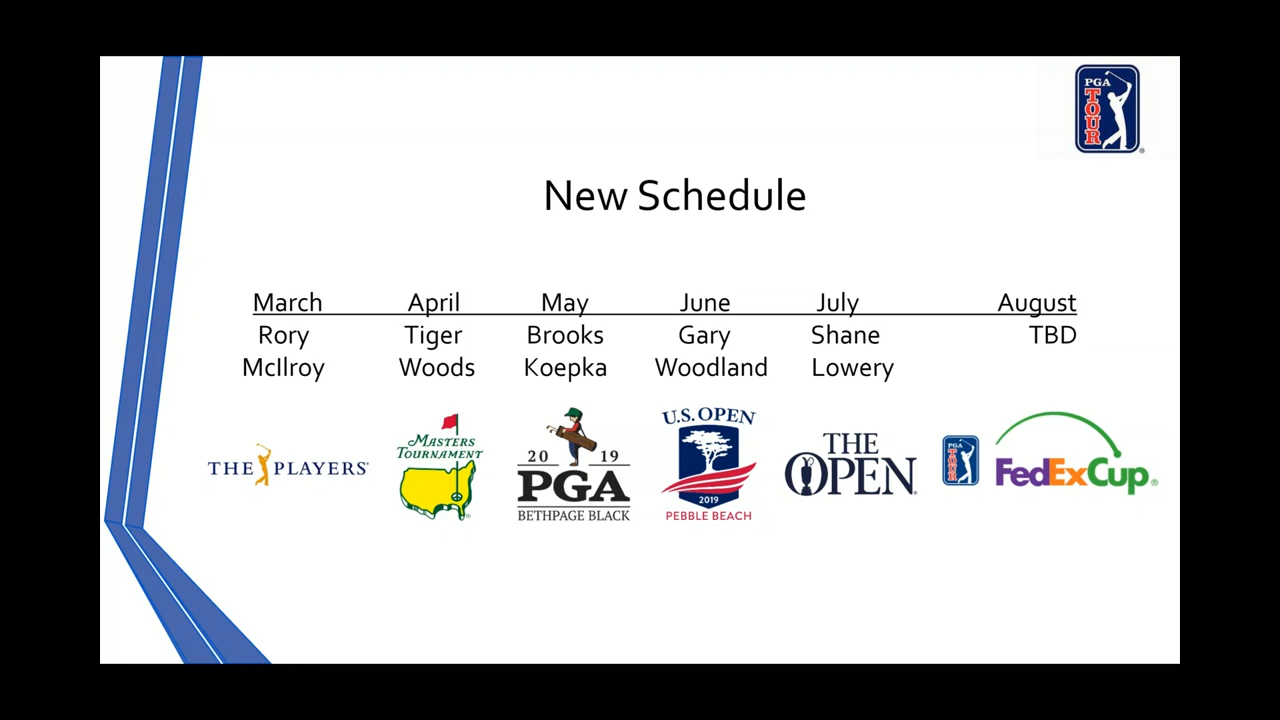 PGA
TOUR
New Schedule
March April May June July August
Rory Tiger Brooks Gary Shane TBD
McIlroy Woods Koepka Woodland Lowery
THE PLAYERS®
MASTERS
TOURNAMENT
20 19
PGA
BETHPAGE BLACK
U.S. OPEN
2019
PEBBLE BEACH
THE
OPEN
PGA
TOUR
FedExCup®